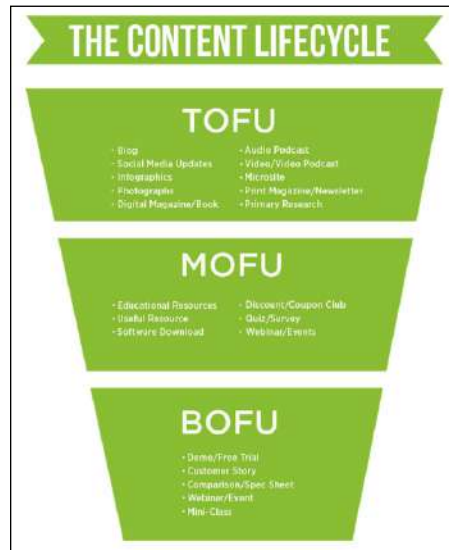 THE CONTENT LIFECYCLE
TOFU
• Blog
• Social Media Updates
• Infographics
• Photographs
• Digital Magazine/Book
• Audio Podcast
• Video/Video Podcast
• Microsite
• Print Magazine/Newsletter
• Primary Research
MOFU
• Educational Resources
• Useful Resource
• Software Download
• Discount/Coupon Club
• Quiz/Survey
• Webinar/Events
BOFU
• Demo/Free Trial
• Customer Story
• Comparison/Spec Sheet
• Webinar/Event
• Mini-Class